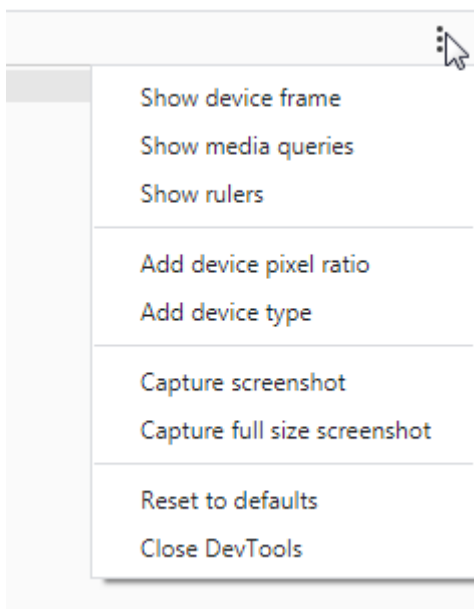 Show device frame
Show media queries
Show rulers
Add device pixel ratio
Add device type
Capture screenshot
Capture full size screenshot
Reset to defaults
Close DevTools